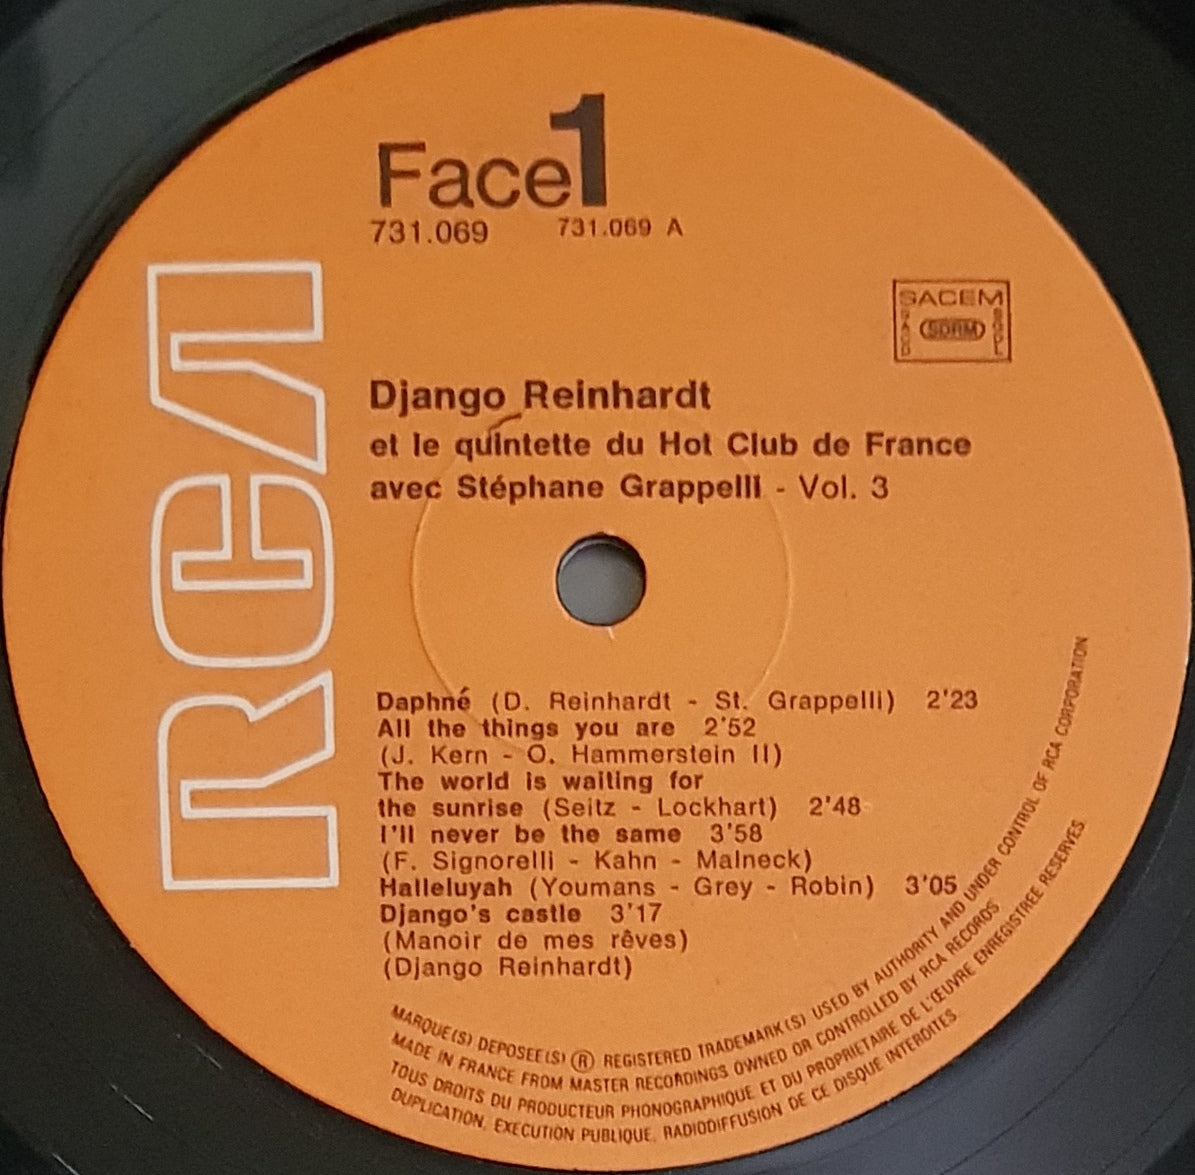 Face 1
731.069 731.069 A
RCA
SACEM
SACD SDRM SGDL
Django Reinhardt
et le quintette du Hot Club de France
avec Stéphane Grappelli - Vol. 3
Daphné (D. Reinhardt - St. Grappelli) 2'23
All the things you are 2'52
(J. Kern - O. Hammerstein II)
The world is waiting for
the sunrise (Seitz - Lockhart) 2'48
I'll never be the same 3'58
(F. Signorelli - Kahn - Malneck)
Halleluyah (Youmans - Grey - Robin) 3'05
Django's castle 3'17
(Manoir de mes rêves)
(Django Reinhardt)
MARQUE(S) DEPOSEE(S) ® REGISTERED TRADEMARK(S) USED BY AUTHORITY AND UNDER CONTROL OF RCA CORPORATION
MADE IN FRANCE FROM MASTER RECORDINGS OWNED OR CONTROLLED BY RCA RECORDS
TOUS DROITS DU PRODUCTEUR PHONOGRAPHIQUE ET DU PROPRIETAIRE DE L'ŒUVRE ENREGISTREE RESERVES
DUPLICATION, EXECUTION PUBLIQUE, RADIODIFFUSION DE CE DISQUE INTERDITES